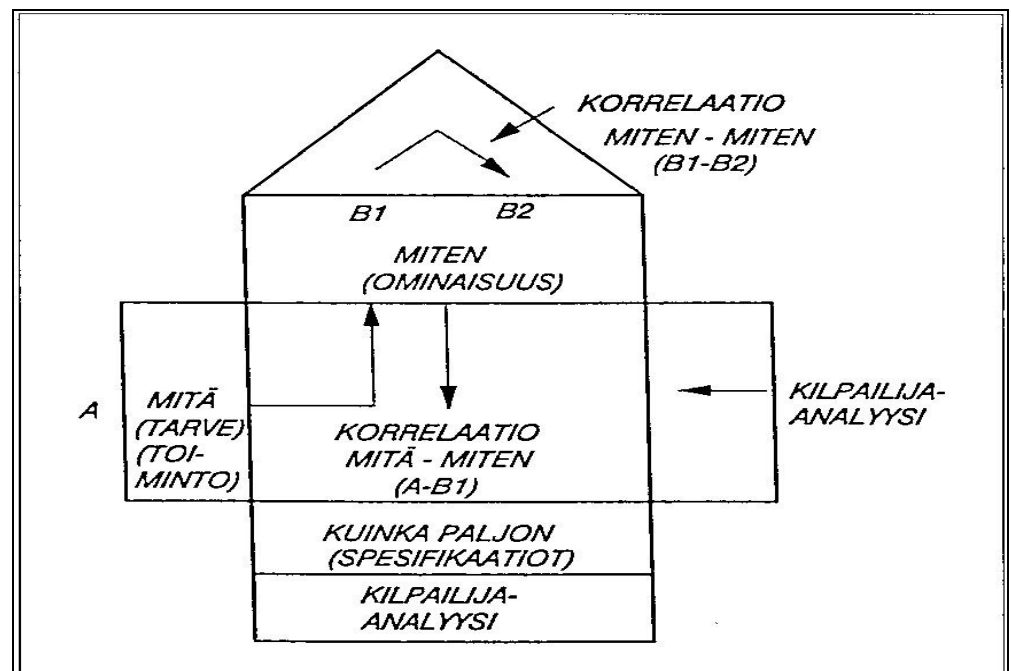 KORRELAATIO
MITEN - MITEN
(B1-B2)
B1
B2
MITEN
(OMINAISUUS)
A
MITÄ
(TARVE)
(TOI-
MINTO)
KORRELAATIO
MITÄ - MITEN
(A-B1)
KILPAILIJA-
ANALYYSI
KUINKA PALJON
(SPESIFIKAATIOT)
KILPAILIJA-
ANALYYSI